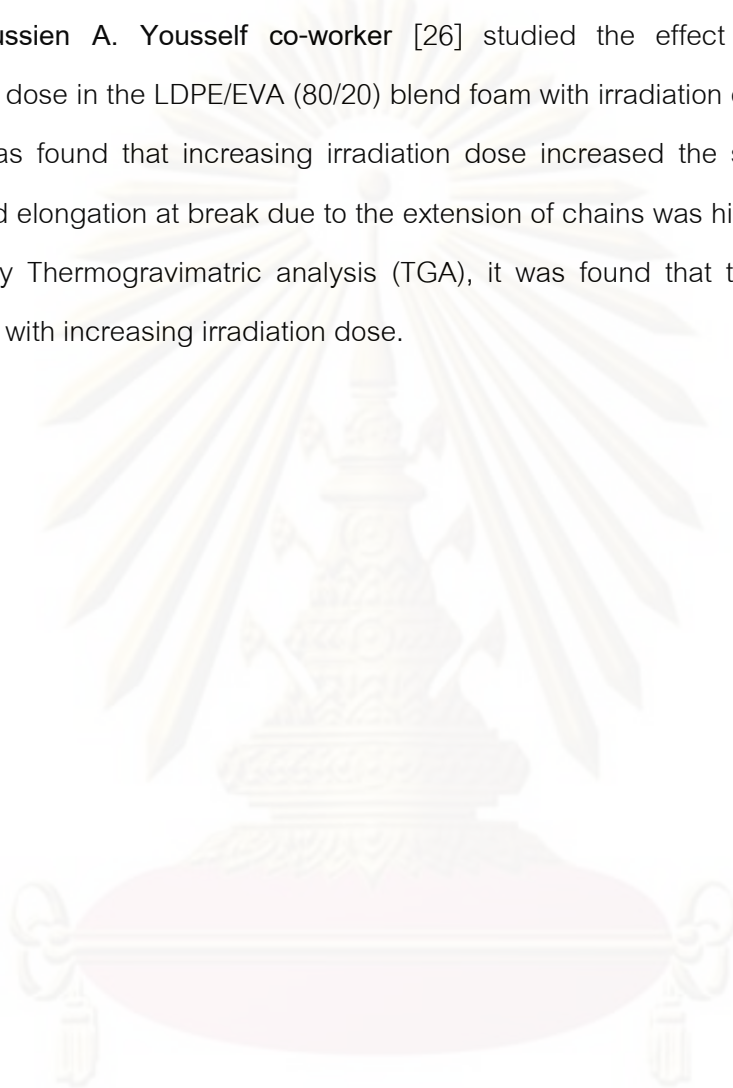 ussien A. Yousself co-worker [26] studied the effect
dose in the LDPE/EVA (80/20) blend foam with irradiation
as found that increasing irradiation dose increased the
d elongation at break due to the extension of chains was hi
y Thermogravimatric analysis (TGA), it was found that t
with increasing irradiation dose.